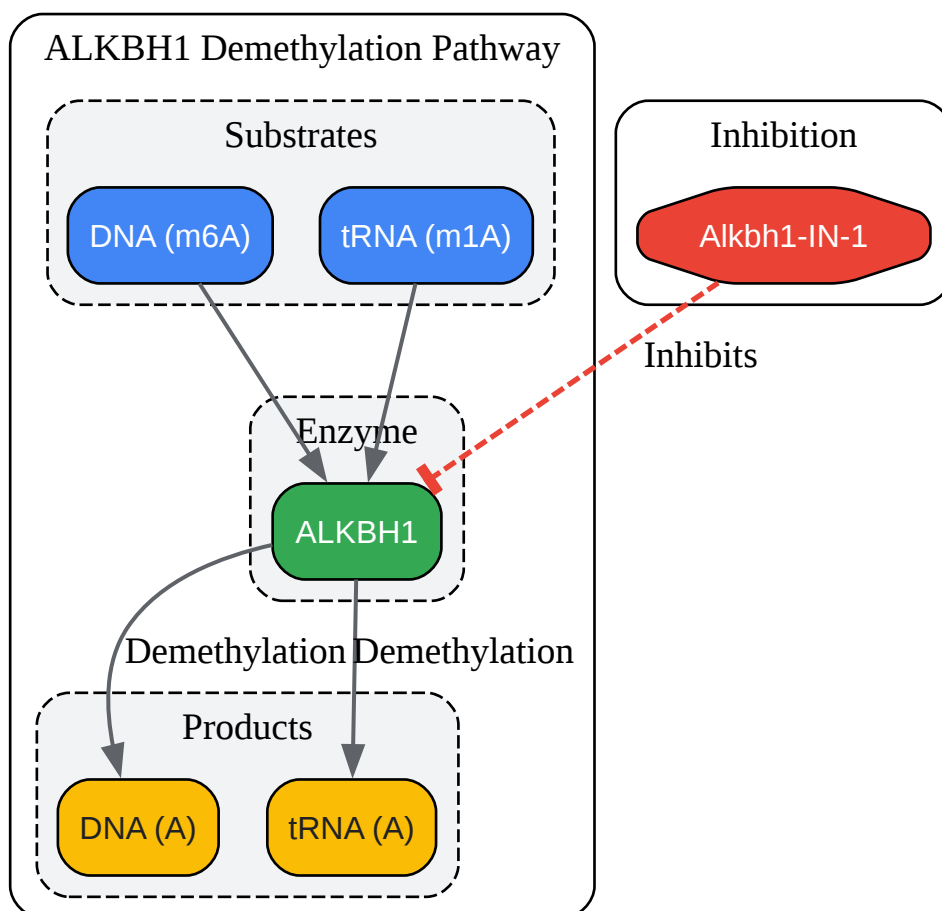 ALKBH1 Demethylation Pathway
Substrates
Inhibition
DNA (m6A)
tRNA (m1A)
Alkbh1-IN-1
Inhibits
Enzyme
ALKBH1
Demethylation
Demethylation
Products
DNA (A)
tRNA (A)